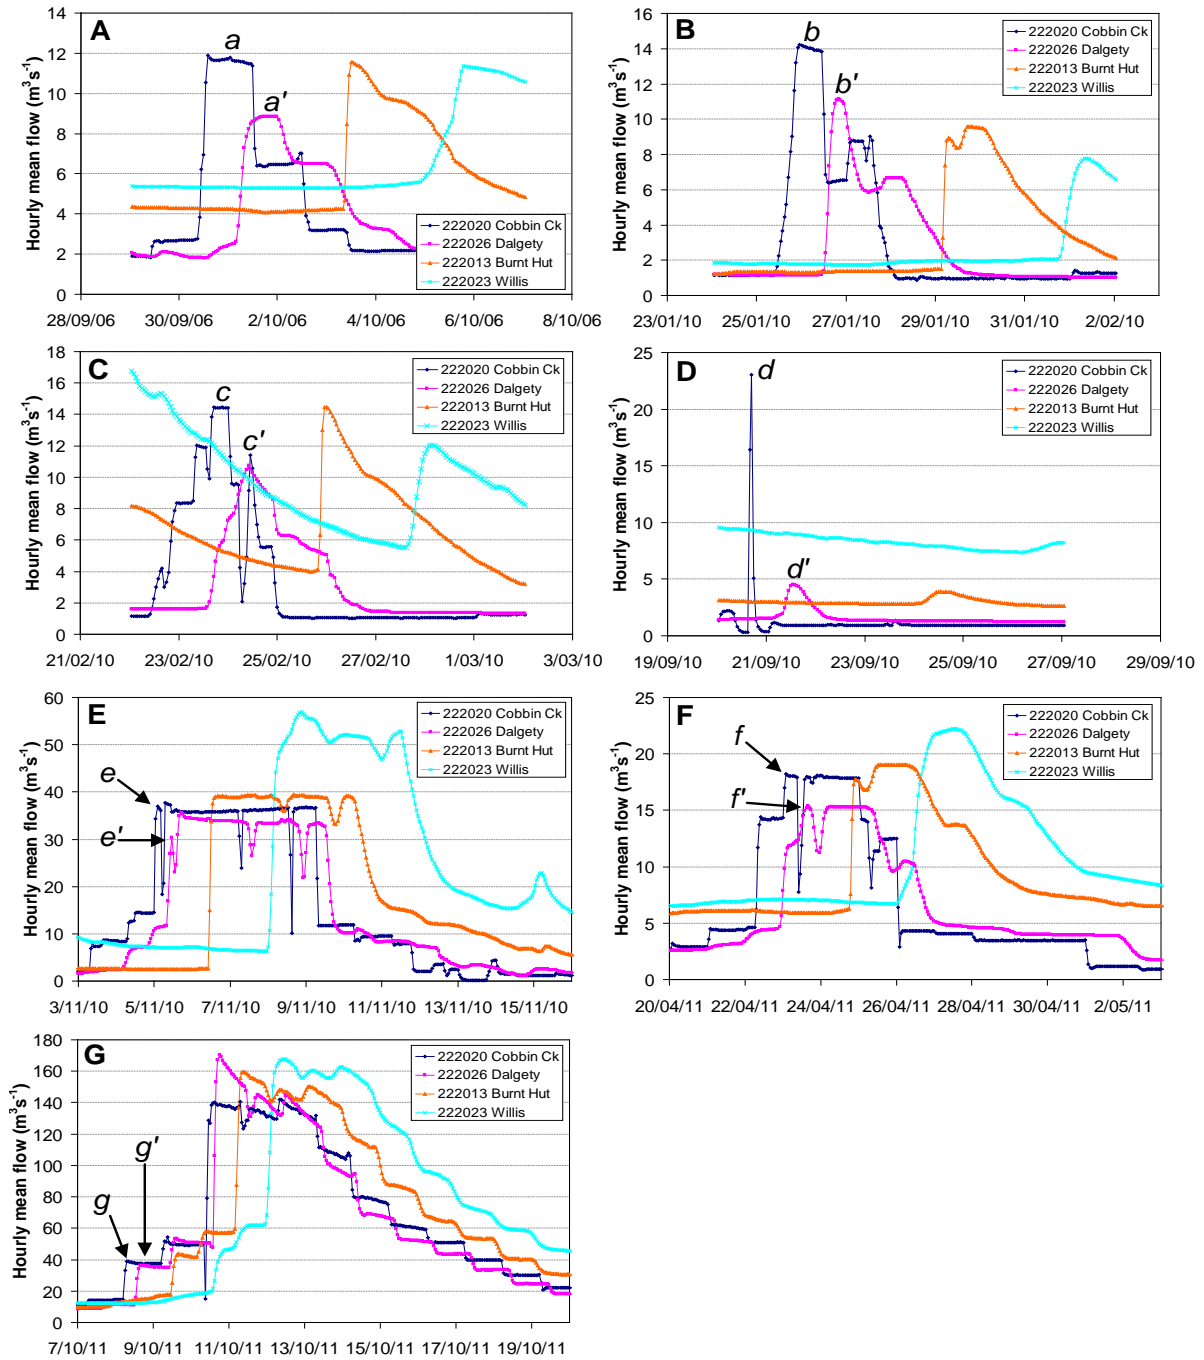 A
a
a'
Hourly mean flow (m³s⁻¹)
14
12
10
8
6
4
2
0
222020 Cobbin Ck
222026 Dalgety
222013 Burnt Hut
222023 Willis
28/09/06 30/09/06 2/10/06 4/10/06 6/10/06 8/10/06
B
b
b'
Hourly mean flow (m³s⁻¹)
16
14
12
10
8
6
4
2
0
222020 Cobbin Ck
222026 Dalgety
222013 Burnt Hut
222023 Willis
23/01/10 25/01/10 27/01/10 29/01/10 31/01/10 2/02/10
C
c
c'
Hourly mean flow (m³s⁻¹)
18
16
14
12
10
8
6
4
2
0
222020 Cobbin Ck
222026 Dalgety
222013 Burnt Hut
222023 Willis
21/02/10 23/02/10 25/02/10 27/02/10 1/03/10 3/03/10
D
d
d'
Hourly mean flow (m³s⁻¹)
25
20
15
10
5
0
222020 Cobbin Ck
222026 Dalgety
222013 Burnt Hut
222023 Willis
19/09/10 21/09/10 23/09/10 25/09/10 27/09/10 29/09/10
E
e
e'
Hourly mean flow (m³s⁻¹)
60
50
40
30
20
10
0
222020 Cobbin Ck
222026 Dalgety
222013 Burnt Hut
222023 Willis
3/11/10 5/11/10 7/11/10 9/11/10 11/11/10 13/11/10 15/11/10
F
f
f'
Hourly mean flow (m³s⁻¹)
25
20
15
10
5
0
222020 Cobbin Ck
222026 Dalgety
222013 Burnt Hut
222023 Willis
20/04/11 22/04/11 24/04/11 26/04/11 28/04/11 30/04/11 2/05/11
G
g'
g
Hourly mean flow (m³s⁻¹)
180
160
140
120
100
80
60
40
20
0
222020 Cobbin Ck
222026 Dalgety
222013 Burnt Hut
222023 Willis
7/10/11 9/10/11 11/10/11 13/10/11 15/10/11 17/10/11 19/10/11